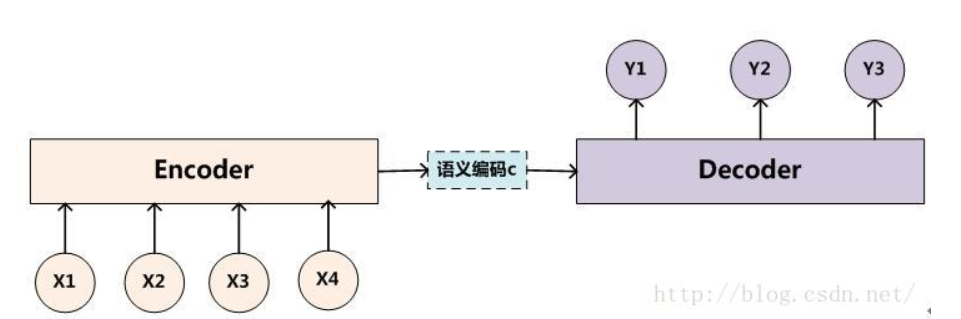 Y1 Y2 Y3
Encoder 语义编码c Decoder
X1 X2 X3 X4
http://blog.csdn.net/